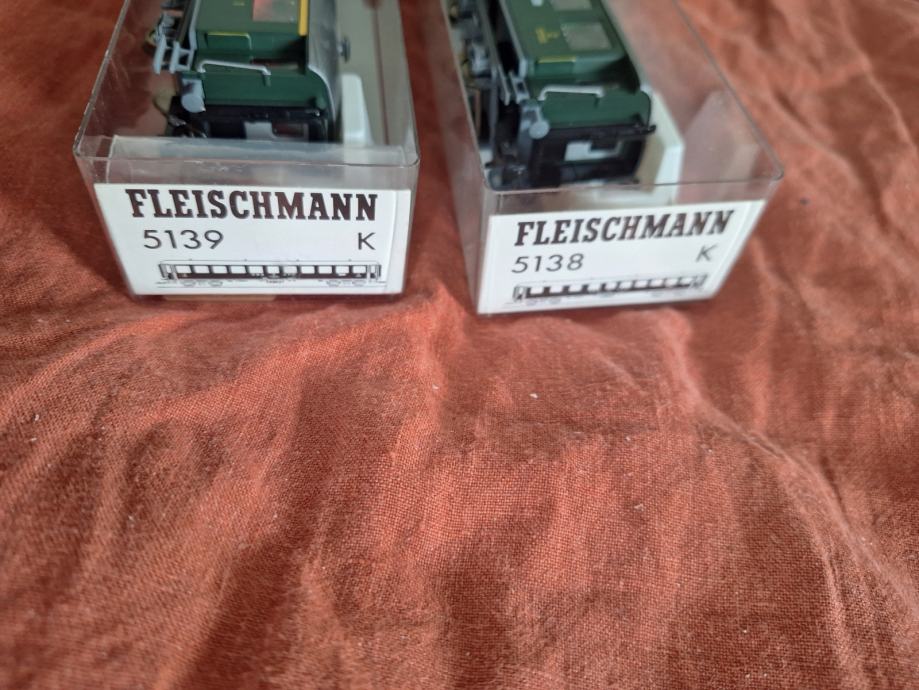 FLEISCHMANN
5139 K
FLEISCHMANN
5138 K